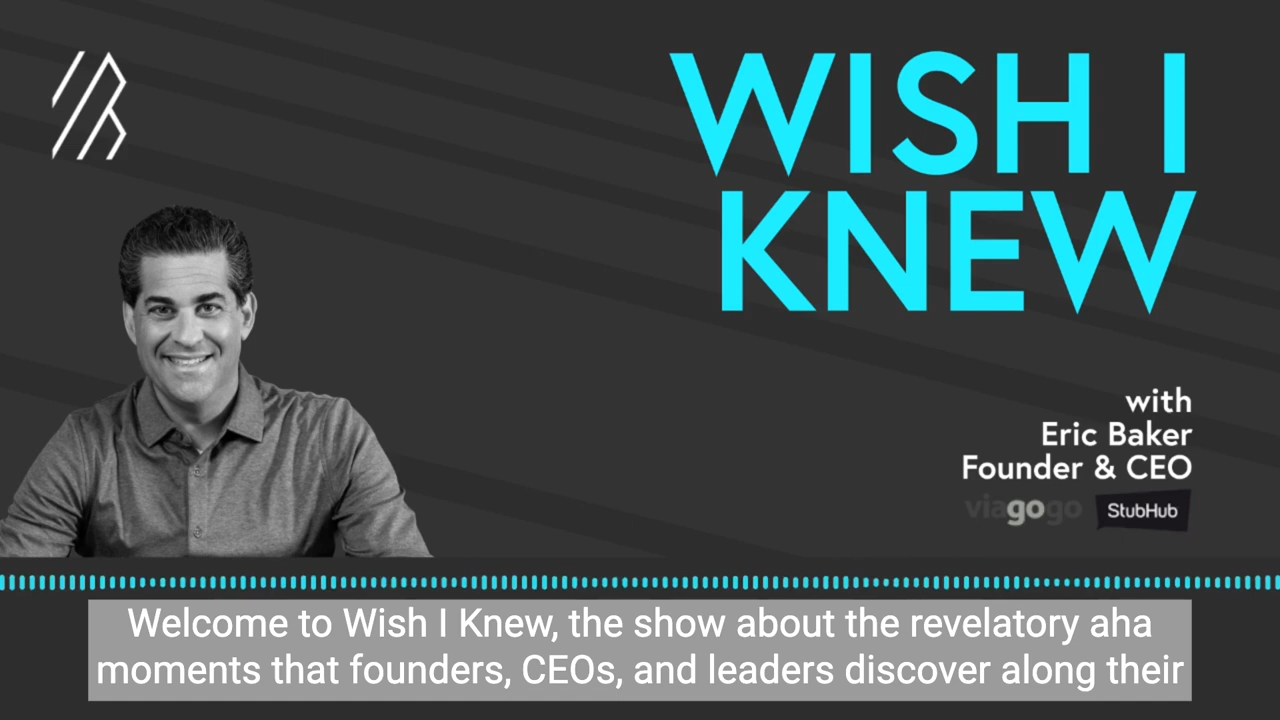 WISH I
KNEW
with
Eric Baker
Founder & CEO
viagogo StubHub
Welcome to Wish I Knew, the show about the revelatory aha
moments that founders, CEOs, and leaders discover along their